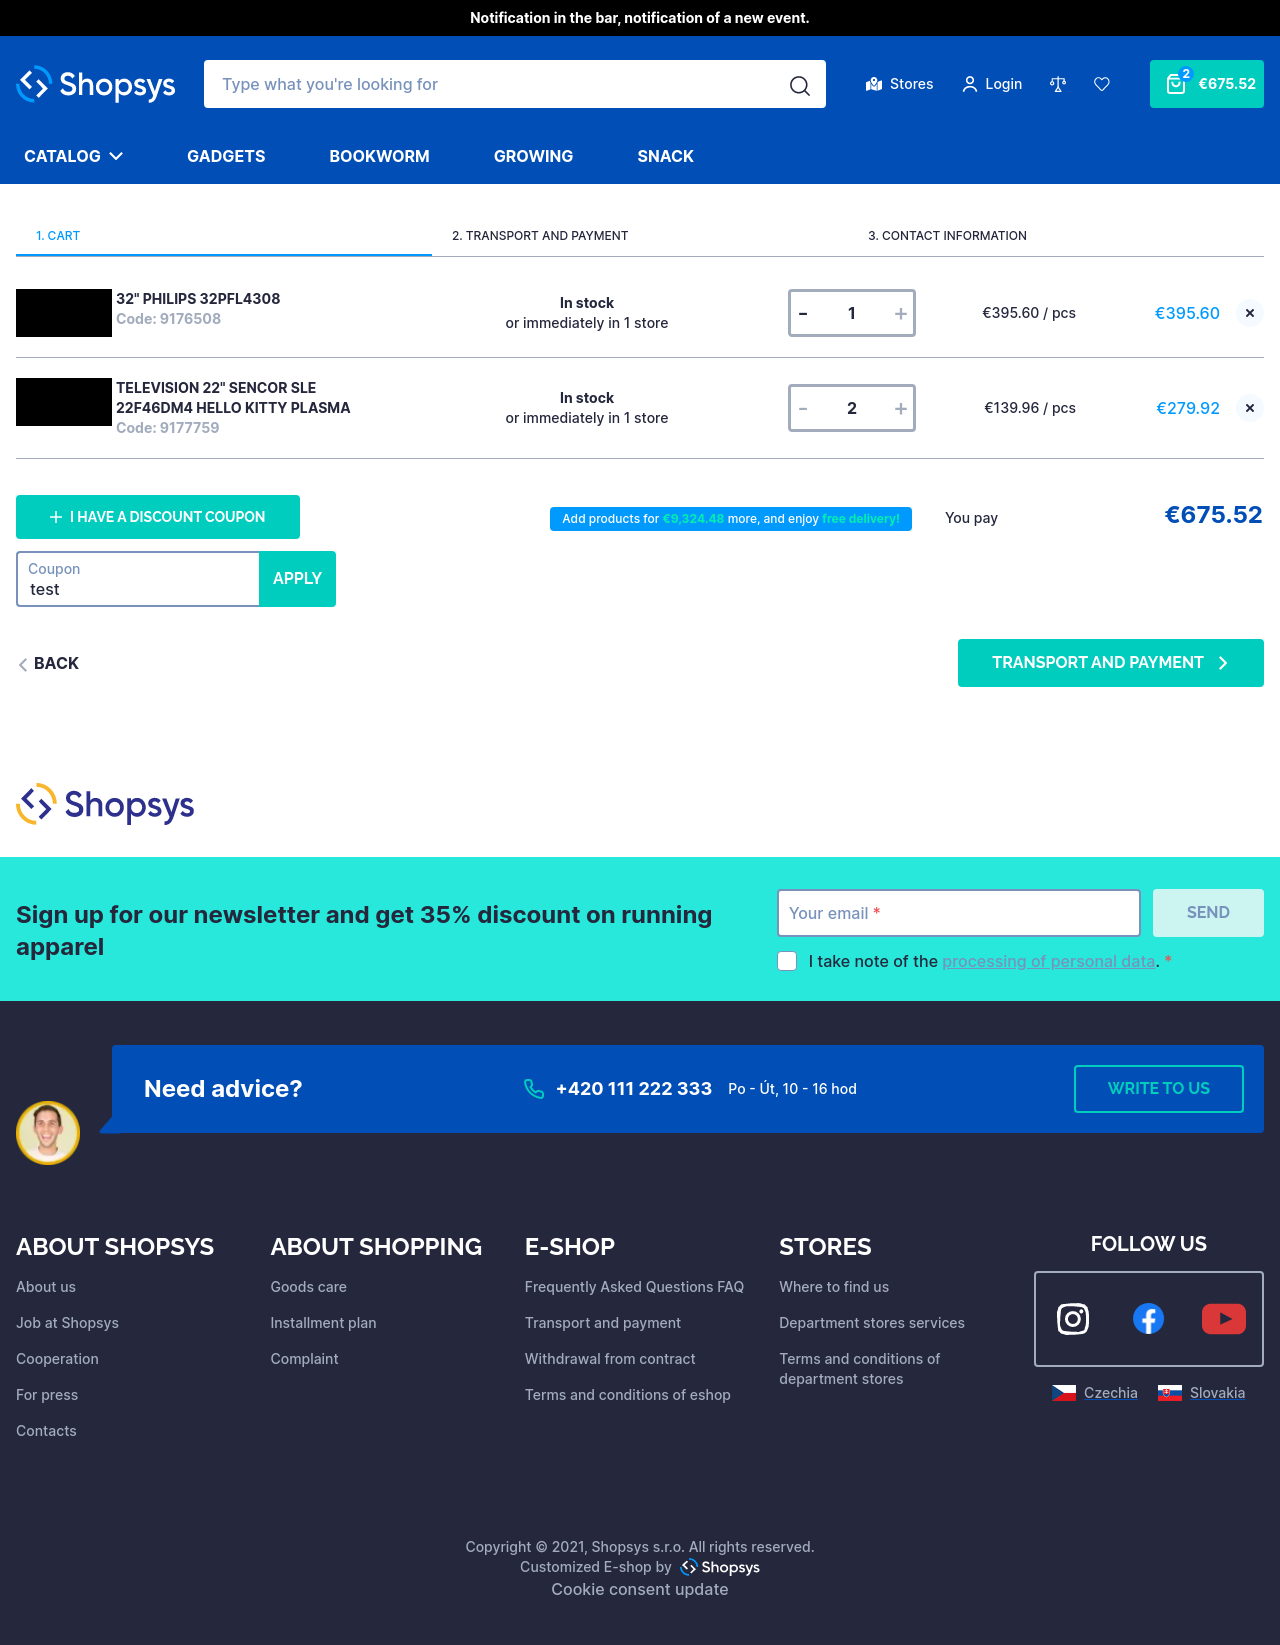 Notification in the bar, notification of a new event.
Shopsys
Type what you're looking for
Stores
Login
2
€675.52
CATALOG
GADGETS
BOOKWORM
GROWING
SNACK
1. CART
2. TRANSPORT AND PAYMENT
3. CONTACT INFORMATION
32" PHILIPS 32PFL4308
Code: 9176508
In stock
or immediately in 1 store
- 1 +
€395.60 / pcs
€395.60
TELEVISION 22" SENCOR SLE
22F46DM4 HELLO KITTY PLASMA
Code: 9177759
In stock
or immediately in 1 store
- 2 +
€139.96 / pcs
€279.92
I HAVE A DISCOUNT COUPON
Add products for €9,324.48 more, and enjoy free delivery!
You pay
€675.52
Coupon
test
APPLY
BACK
TRANSPORT AND PAYMENT
Shopsys
Sign up for our newsletter and get 35% discount on running
apparel
Your email *
SEND
I take note of the processing of personal data. *
Need advice?
+420 111 222 333
Po - Út, 10 - 16 hod
WRITE TO US
ABOUT SHOPSYS
About us
Job at Shopsys
Cooperation
For press
Contacts
ABOUT SHOPPING
Goods care
Installment plan
Complaint
E-SHOP
Frequently Asked Questions FAQ
Transport and payment
Withdrawal from contract
Terms and conditions of eshop
STORES
Where to find us
Department stores services
Terms and conditions of
department stores
FOLLOW US
Czechia
Slovakia
Copyright © 2021, Shopsys s.r.o. All rights reserved.
Customized E-shop by Shopsys
Cookie consent update